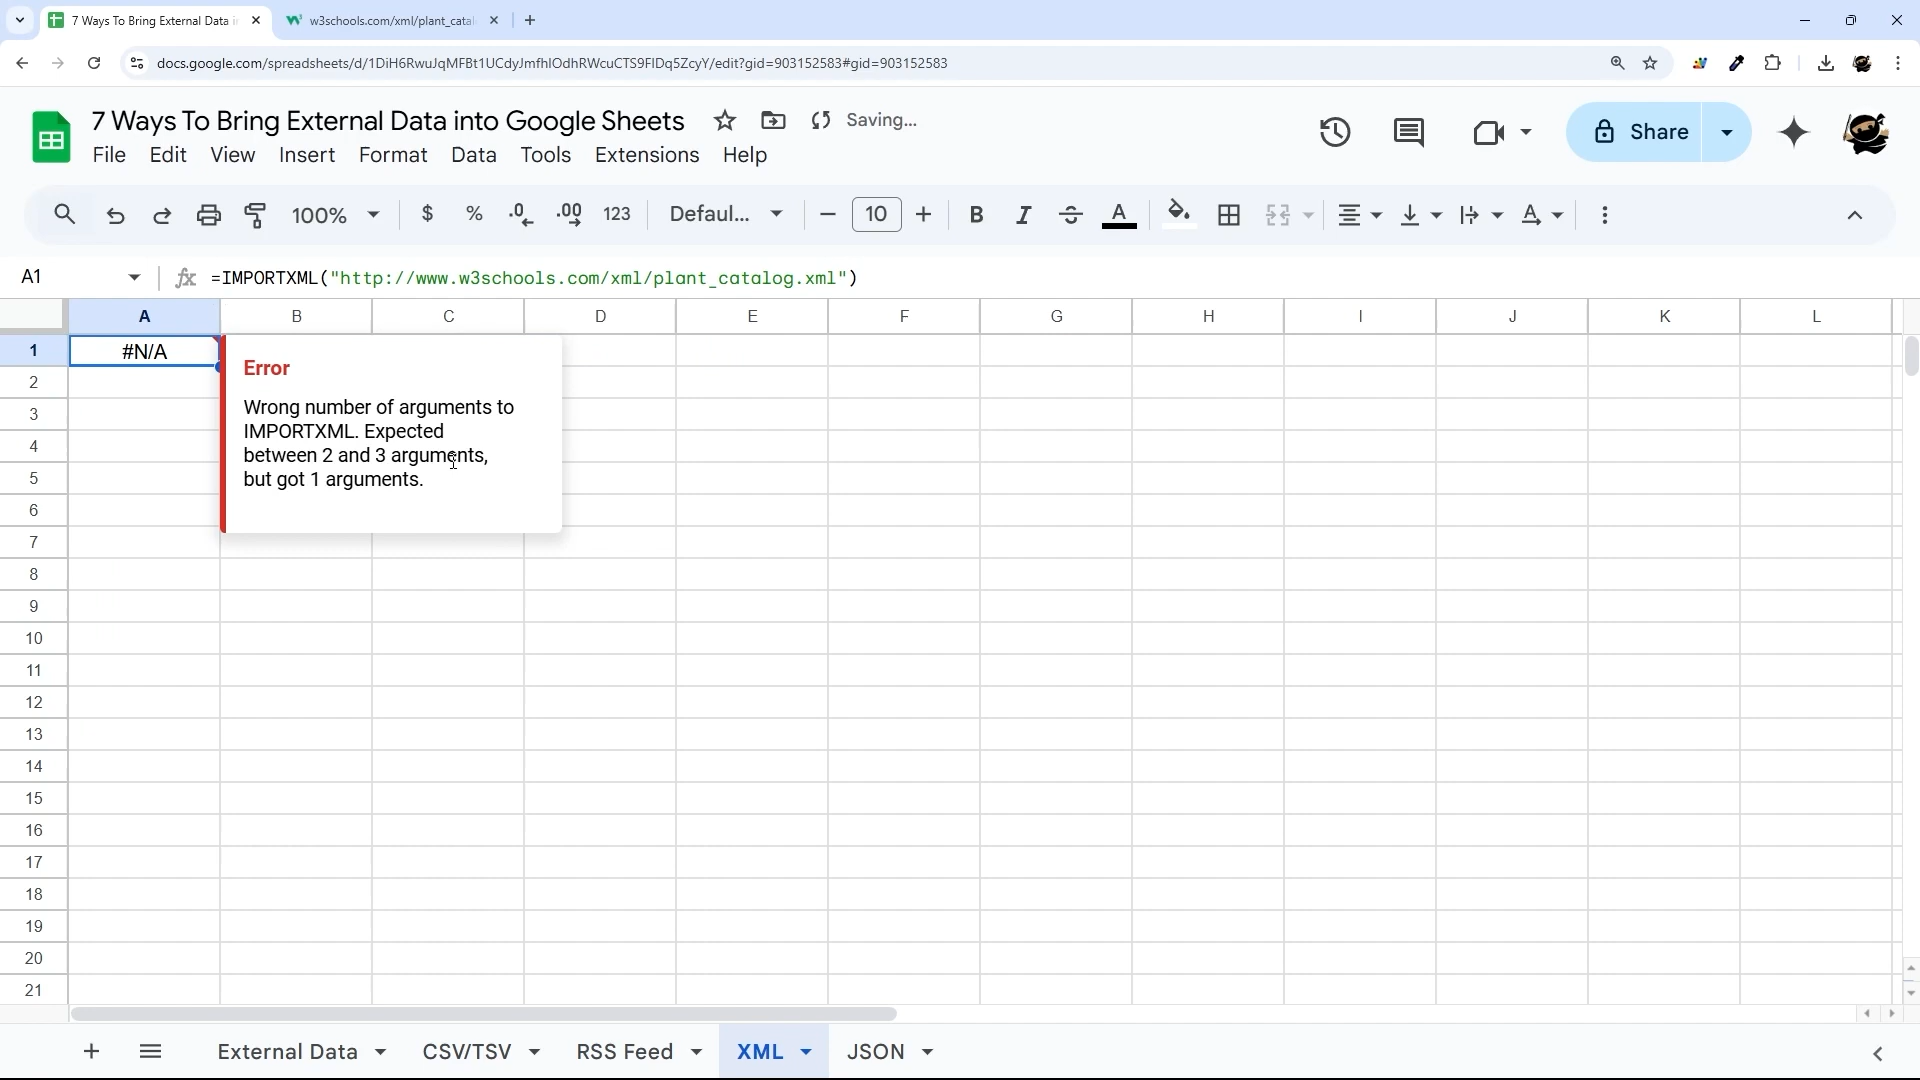 7 Ways To Bring External Data i
w3schools.com/xml/plant_cata
docs.google.com/spreadsheets/d/1DiH6RwuJqMFBt1UCdyJmfhIOdhRWcuCTS9FIDq5ZcyY/edit?gid=903152583#gid=903152583
7 Ways To Bring External Data into Google Sheets
Saving...
File Edit View Insert Format Data Tools Extensions Help
Share
100% $ % .0 .00 123 Defaul... 10 B I A
A1 fx =IMPORTXML("http://www.w3schools.com/xml/plant_catalog.xml")
A B C D E F G H I J K L
1 #N/A
Error
Wrong number of arguments to
IMPORTXML. Expected
between 2 and 3 arguments,
but got 1 arguments.
2
3
4
5
6
7
8
9
10
11
12
13
14
15
16
17
18
19
20
21
External Data CSV/TSV RSS Feed XML JSON